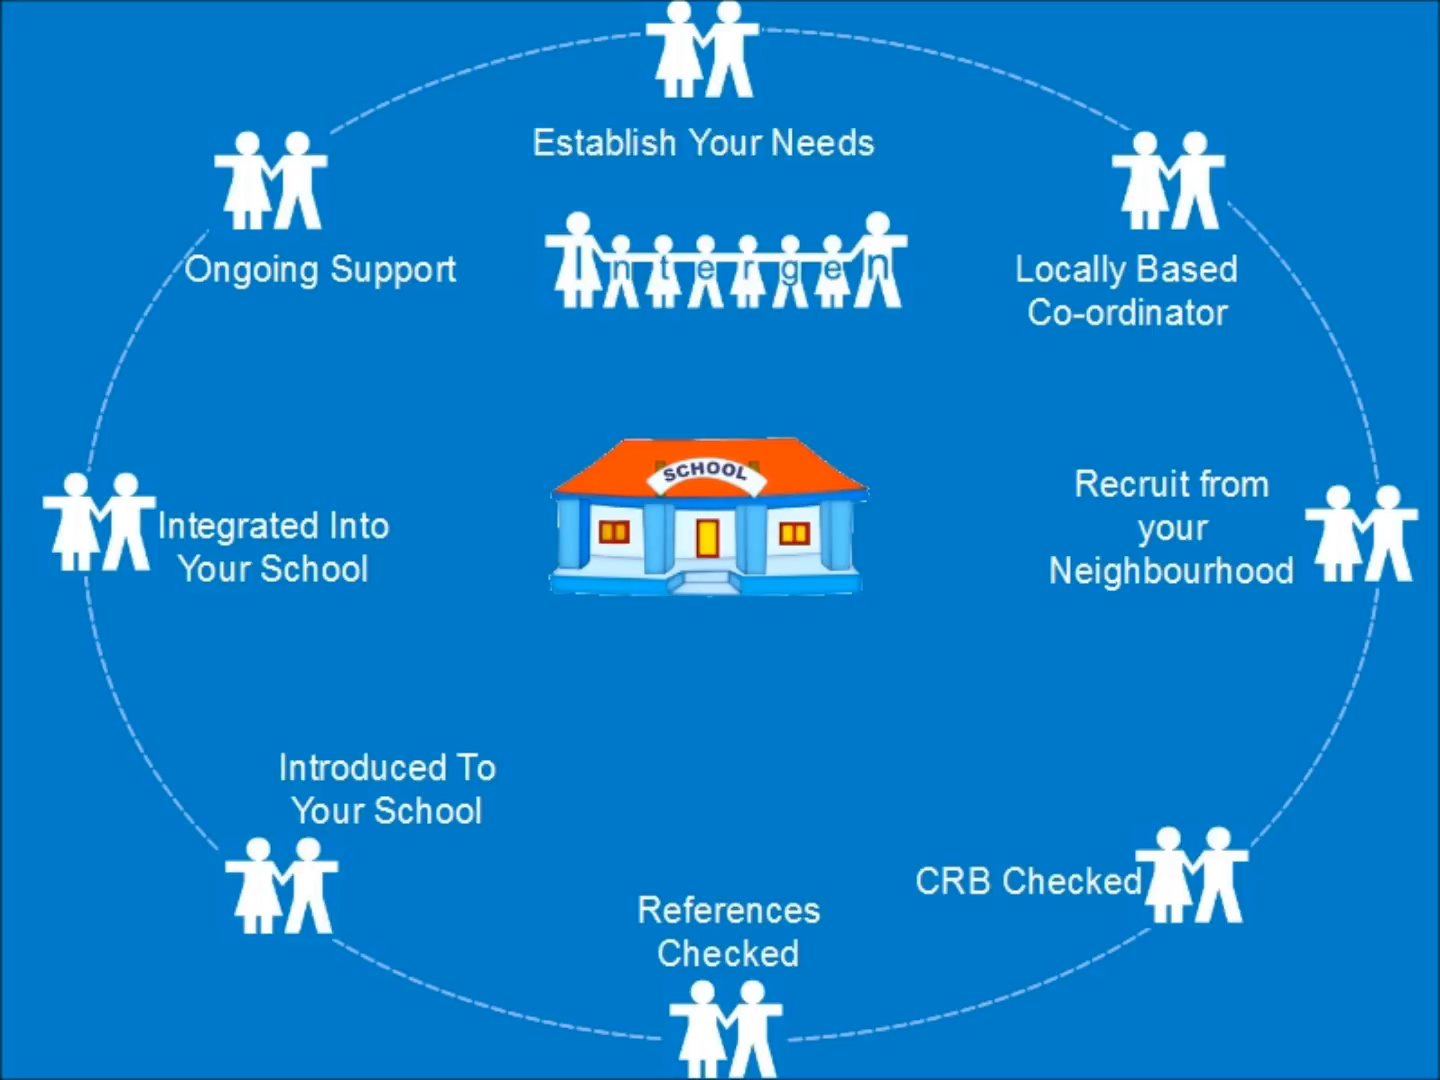 Establish Your Needs
Intergen
Ongoing Support
Locally Based
Co-ordinator
SCHOOL
Recruit from
your
Neighbourhood
Integrated Into
Your School
Introduced To
Your School
CRB Checked
References
Checked